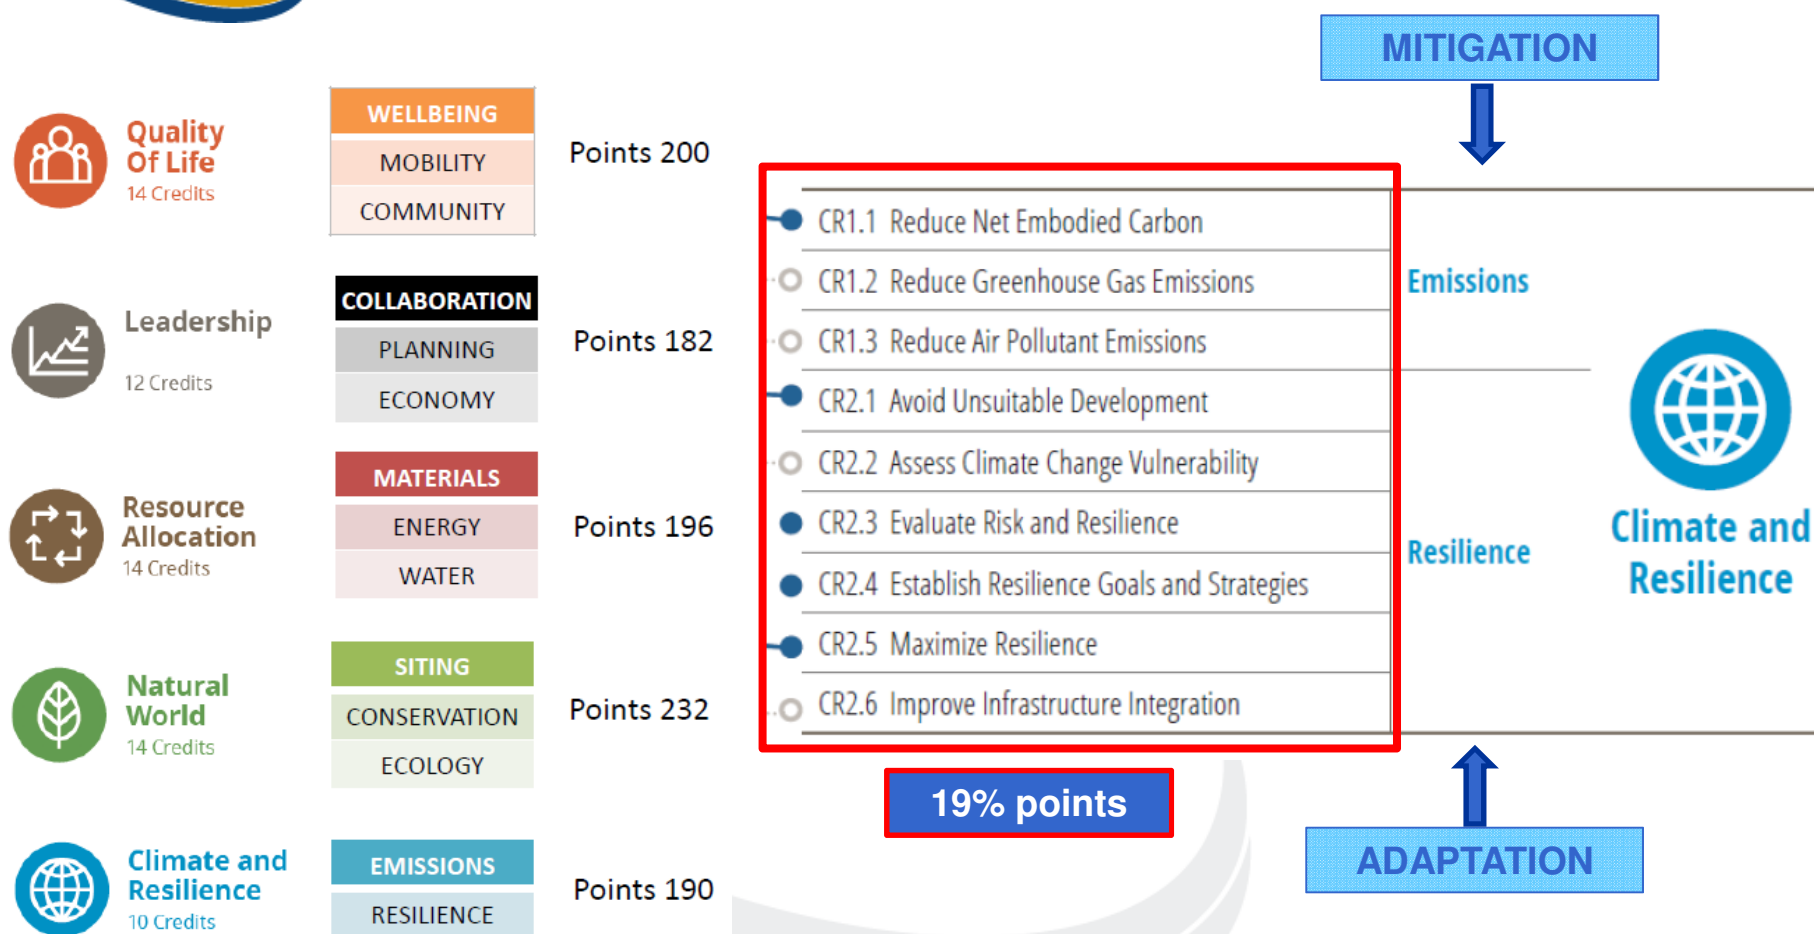 MITIGATION
Quality
Of Life
14 Credits
WELLBEING
MOBILITY
COMMUNITY
Points 200
Leadership
12 Credits
COLLABORATION
PLANNING
ECONOMY
Points 182
Resource
Allocation
14 Credits
MATERIALS
ENERGY
WATER
Points 196
Natural
World
14 Credits
SITING
CONSERVATION
ECOLOGY
Points 232
Climate and
Resilience
10 Credits
EMISSIONS
RESILIENCE
Points 190
CR1.1 Reduce Net Embodied Carbon
CR1.2 Reduce Greenhouse Gas Emissions
CR1.3 Reduce Air Pollutant Emissions
CR2.1 Avoid Unsuitable Development
CR2.2 Assess Climate Change Vulnerability
CR2.3 Evaluate Risk and Resilience
CR2.4 Establish Resilience Goals and Strategies
CR2.5 Maximize Resilience
CR2.6 Improve Infrastructure Integration
Emissions
Resilience
Climate and
Resilience
19% points
ADAPTATION